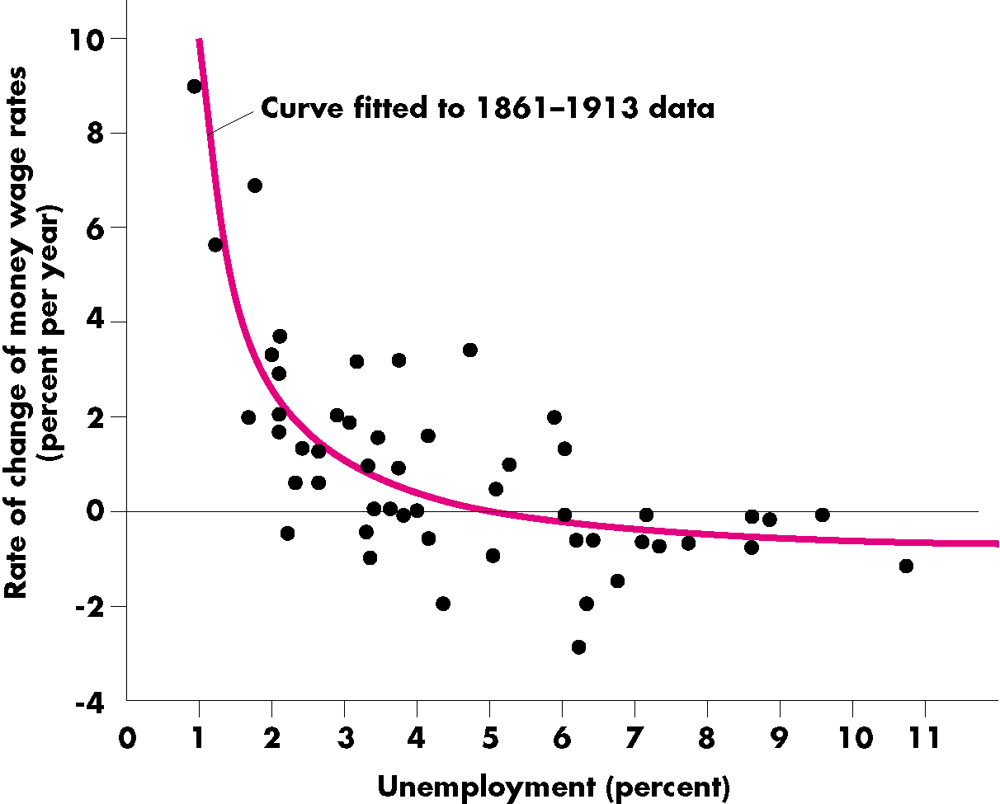 10
8
6
4
2
0
-2
-4
Rate of change of money wage rates
(percent per year)
Curve fitted to 1861–1913 data
0 1 2 3 4 5 6 7 8 9 10 11
Unemployment (percent)